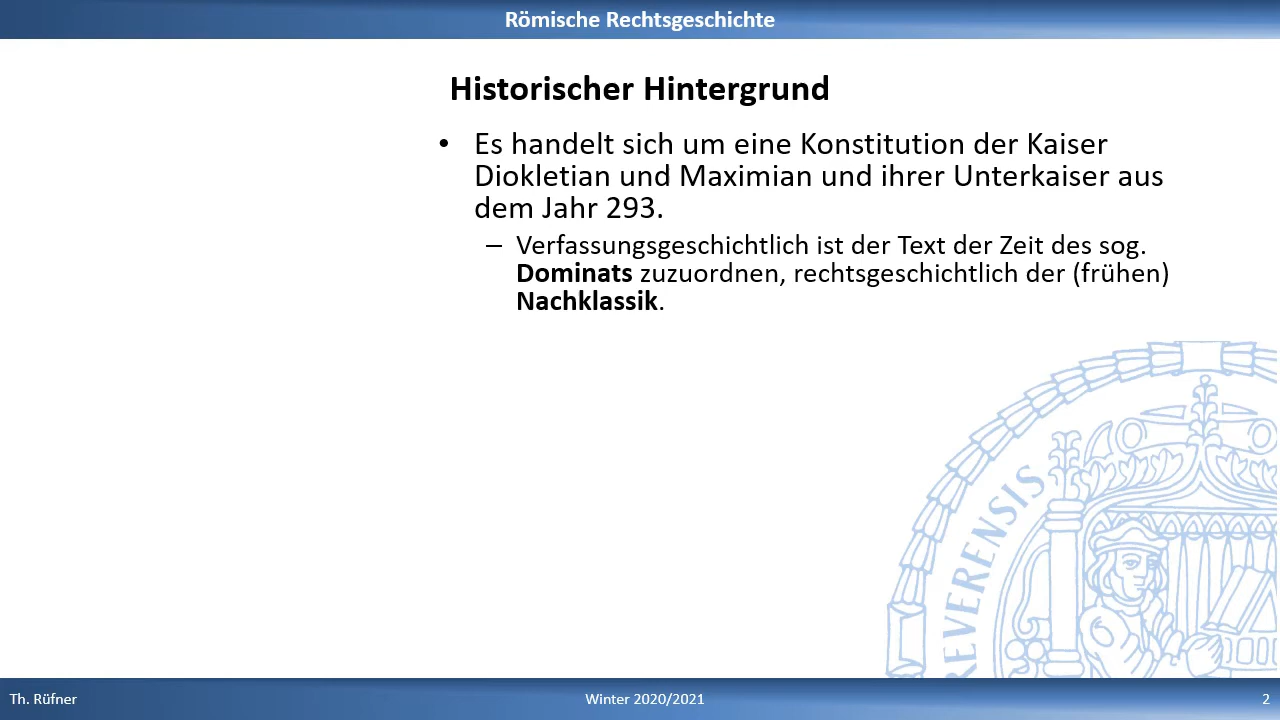 Römische Rechtsgeschichte
Historischer Hintergrund
• Es handelt sich um eine Konstitution der Kaiser
Diokletian und Maximian und ihrer Unterkaiser aus
dem Jahr 293.
– Verfassungsgeschichtlich ist der Text der Zeit des sog.
Dominats zuzuordnen, rechtsgeschichtlich der (frühen)
Nachklassik.
REVERENSIS
Th. Rüfner
Winter 2020/2021
2